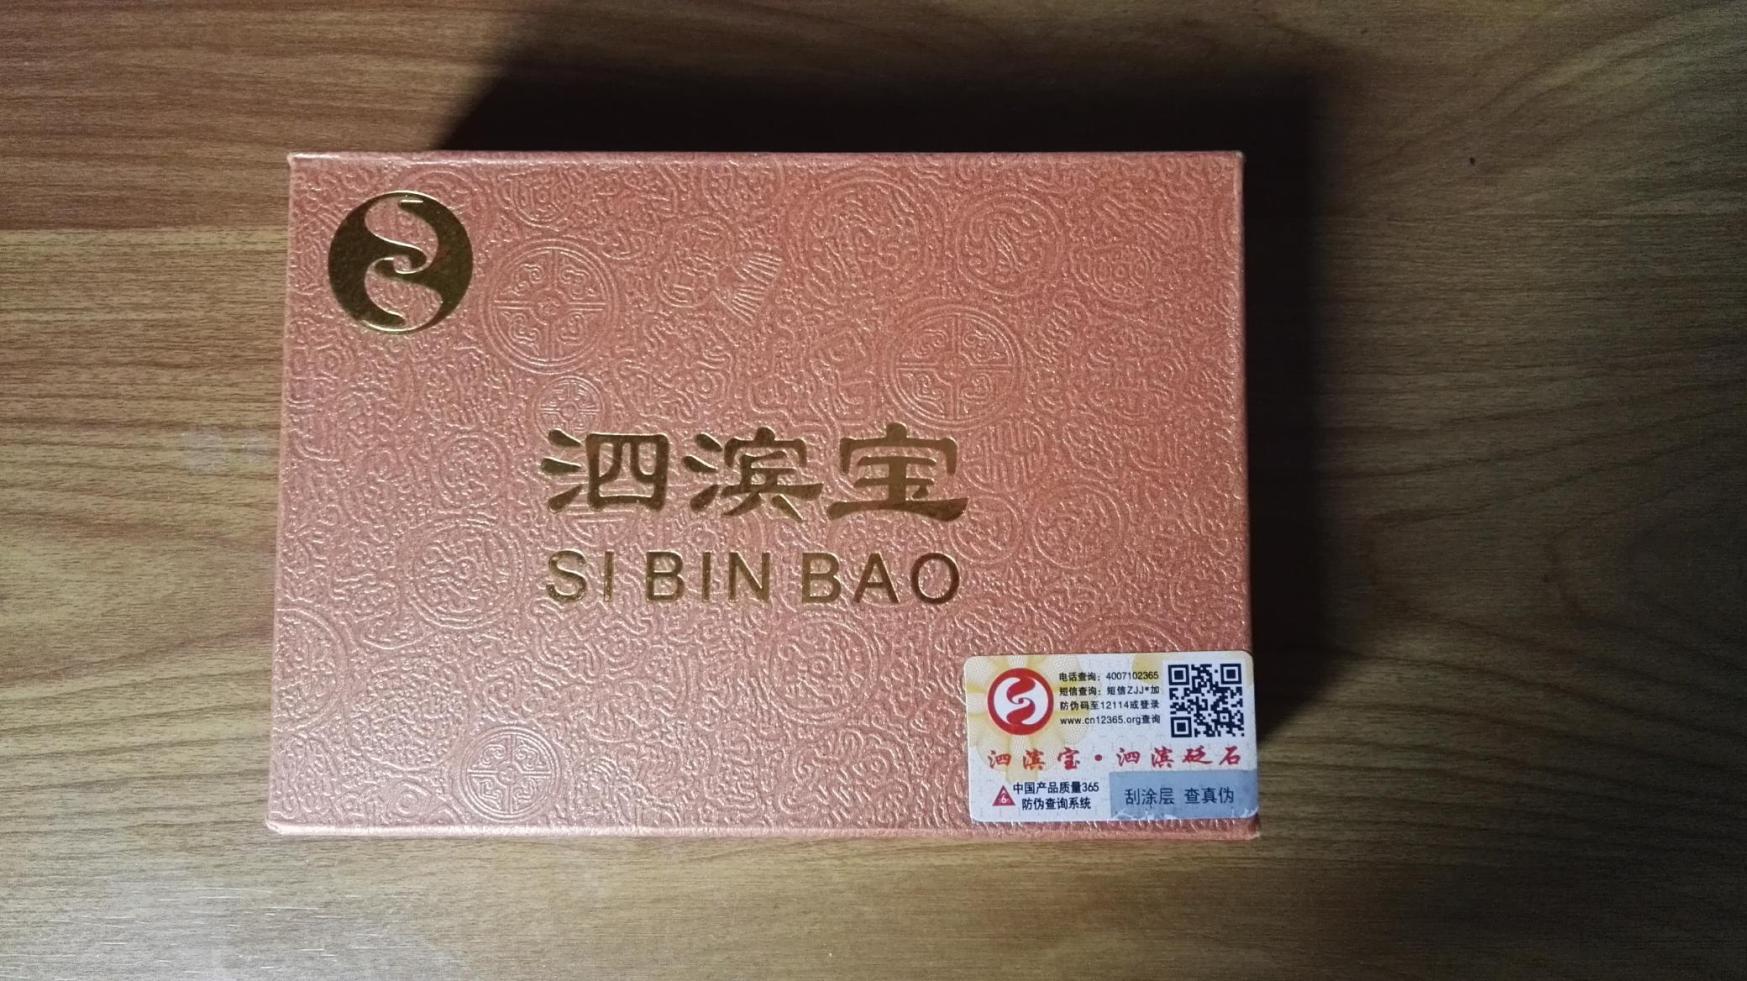 泗滨宝
SI BIN BAO
电话查询：4007102365
短信查询：短信ZJJ*加
防伪码至12114或登录
www.cn12365.org查询
泗滨宝·泗滨砭石
中国产品质量365
防伪查询系统
刮涂层 查真伪